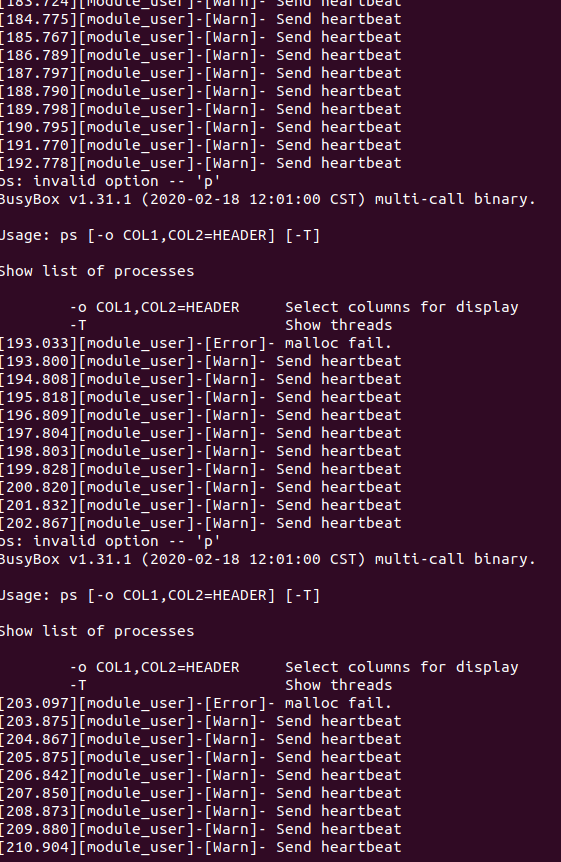 [183.724][module_user]-[Warn]- Send heartbeat
[184.775][module_user]-[Warn]- Send heartbeat
[185.767][module_user]-[Warn]- Send heartbeat
[186.789][module_user]-[Warn]- Send heartbeat
[187.797][module_user]-[Warn]- Send heartbeat
[188.790][module_user]-[Warn]- Send heartbeat
[189.798][module_user]-[Warn]- Send heartbeat
[190.795][module_user]-[Warn]- Send heartbeat
[191.770][module_user]-[Warn]- Send heartbeat
[192.778][module_user]-[Warn]- Send heartbeat
ps: invalid option -- 'p'
BusyBox v1.31.1 (2020-02-18 12:01:00 CST) multi-call binary.
Usage: ps [-o COL1,COL2=HEADER] [-T]
Show list of processes
-o COL1,COL2=HEADER     Select columns for display
-T                      Show threads
[193.033][module_user]-[Error]- malloc fail.
[193.800][module_user]-[Warn]- Send heartbeat
[194.808][module_user]-[Warn]- Send heartbeat
[195.818][module_user]-[Warn]- Send heartbeat
[196.809][module_user]-[Warn]- Send heartbeat
[197.804][module_user]-[Warn]- Send heartbeat
[198.803][module_user]-[Warn]- Send heartbeat
[199.828][module_user]-[Warn]- Send heartbeat
[200.820][module_user]-[Warn]- Send heartbeat
[201.832][module_user]-[Warn]- Send heartbeat
[202.867][module_user]-[Warn]- Send heartbeat
ps: invalid option -- 'p'
BusyBox v1.31.1 (2020-02-18 12:01:00 CST) multi-call binary.
Usage: ps [-o COL1,COL2=HEADER] [-T]
Show list of processes
-o COL1,COL2=HEADER     Select columns for display
-T                      Show threads
[203.097][module_user]-[Error]- malloc fail.
[203.875][module_user]-[Warn]- Send heartbeat
[204.867][module_user]-[Warn]- Send heartbeat
[205.875][module_user]-[Warn]- Send heartbeat
[206.842][module_user]-[Warn]- Send heartbeat
[207.850][module_user]-[Warn]- Send heartbeat
[208.873][module_user]-[Warn]- Send heartbeat
[209.880][module_user]-[Warn]- Send heartbeat
[210.904][module_user]-[Warn]- Send heartbeat